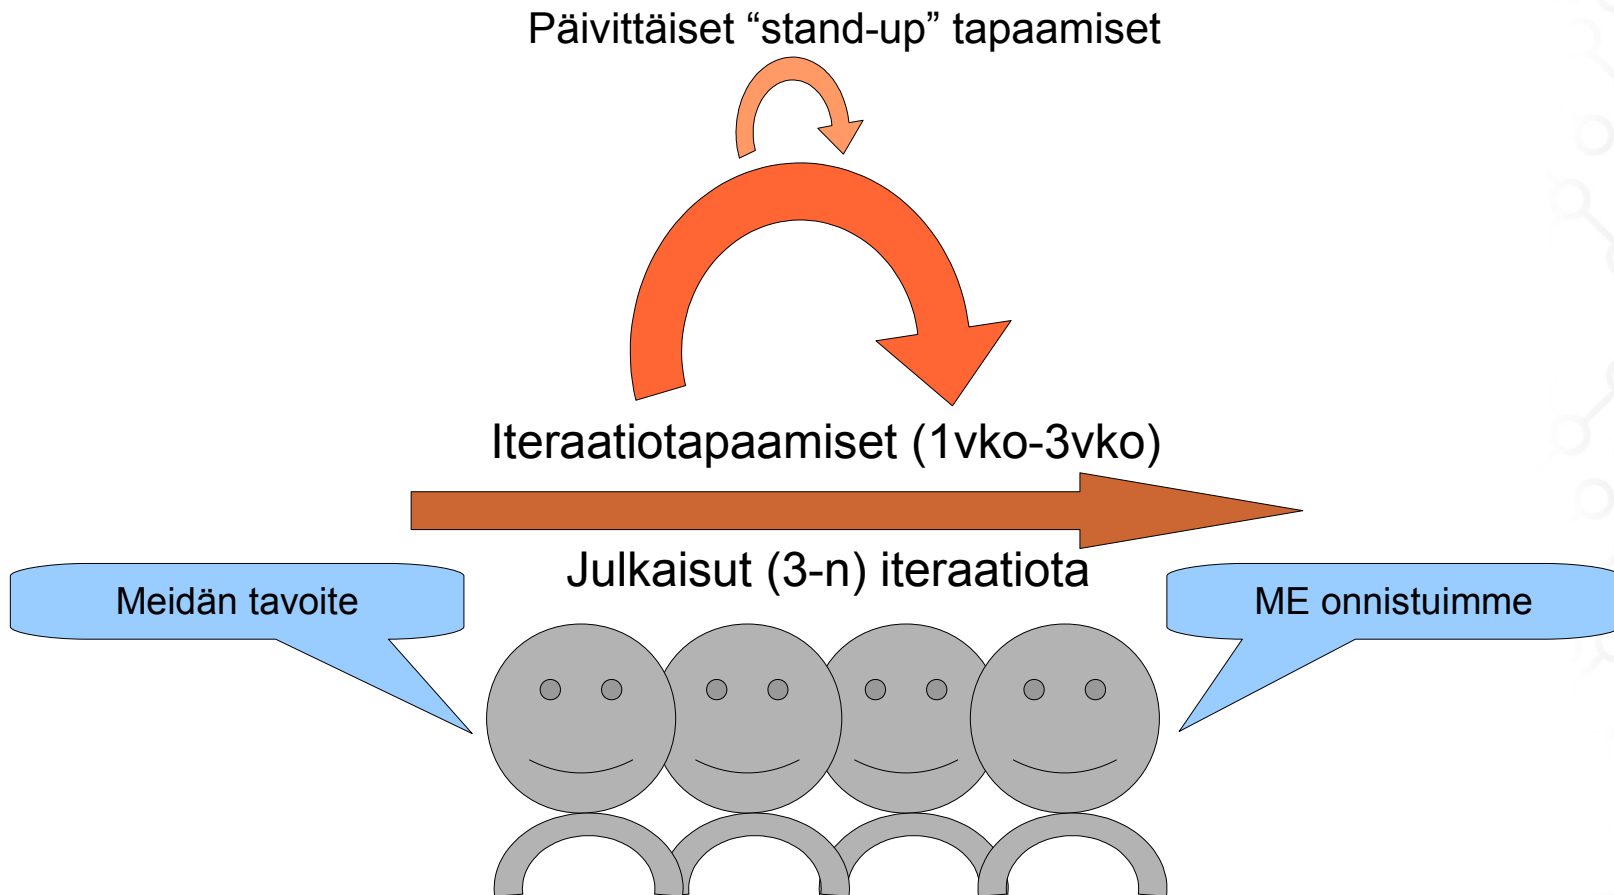 Päivittäiset “stand-up” tapaamiset
Iteraatiotapaamiset (1vko-3vko)
Julkaisut (3-n) iteraatiota
Meidän tavoite
ME onnistuimme